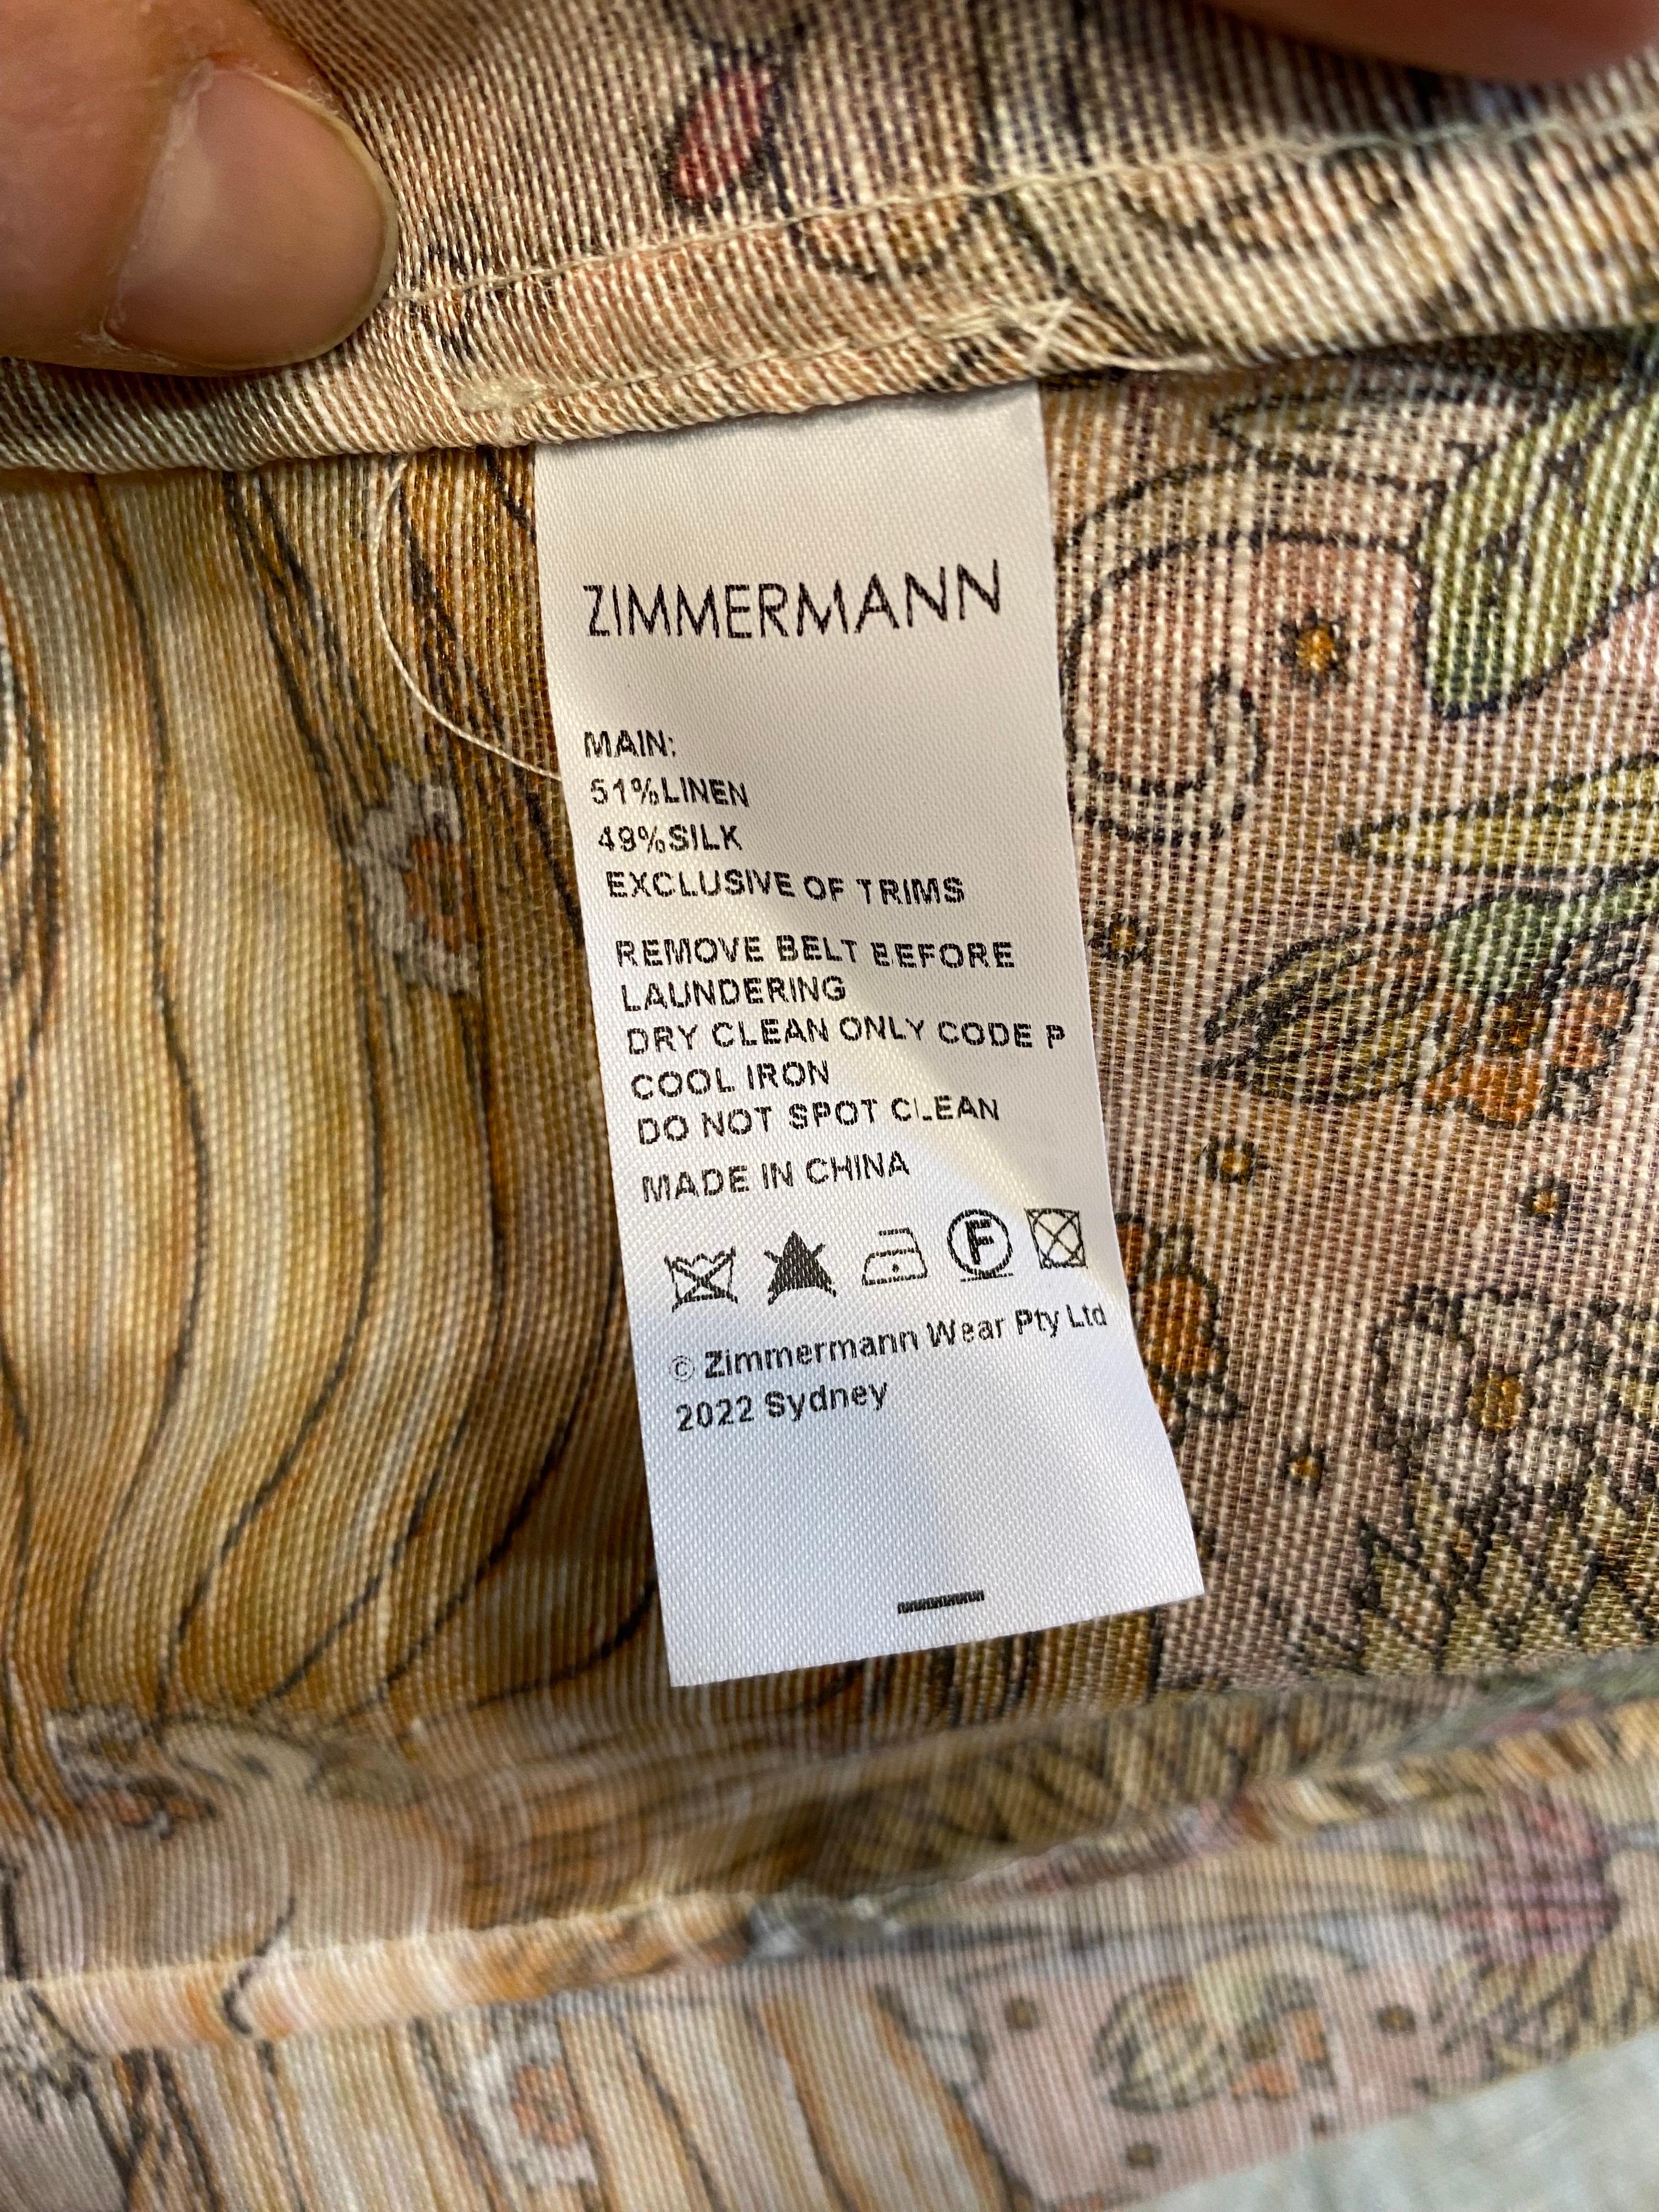 ZIMMERMANN
MAIN:
51%LINEN
49%SILK
EXCLUSIVE OF TRIMS
REMOVE BELT BEFORE
LAUNDERING
DRY CLEAN ONLY CODE P
COOL IRON
DO NOT SPOT CLEAN
MADE IN CHINA
F
© Zimmermann Wear Pty Ltd
2022 Sydney